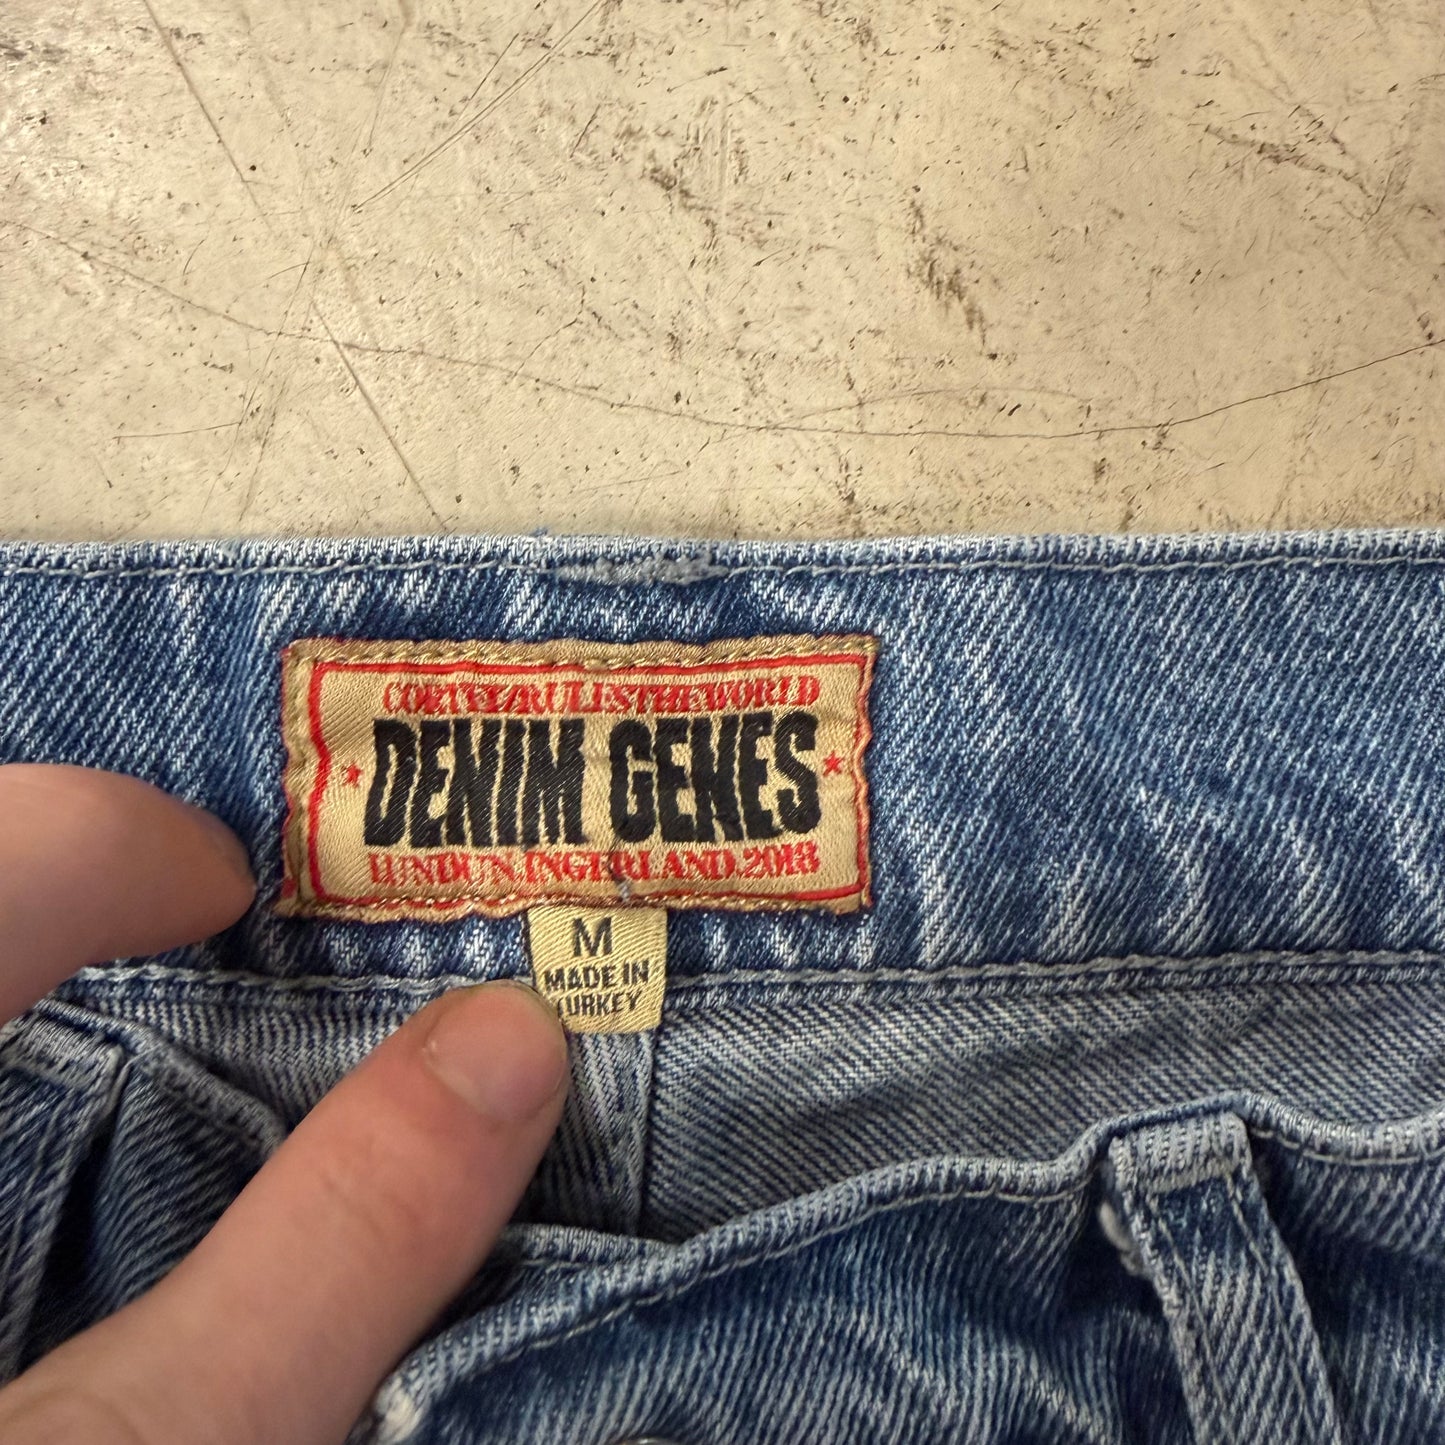 CORTEIZRULESTHEWORLD
DENIM GENES
LUNDUN.INGERLAND.2018
M
MADE IN
TURKEY